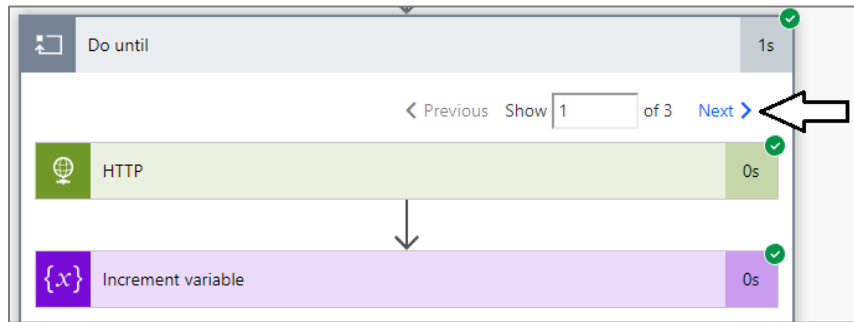 Do until 1s
Previous Show 1 of 3 Next
HTTP 0s
{x} Increment variable 0s